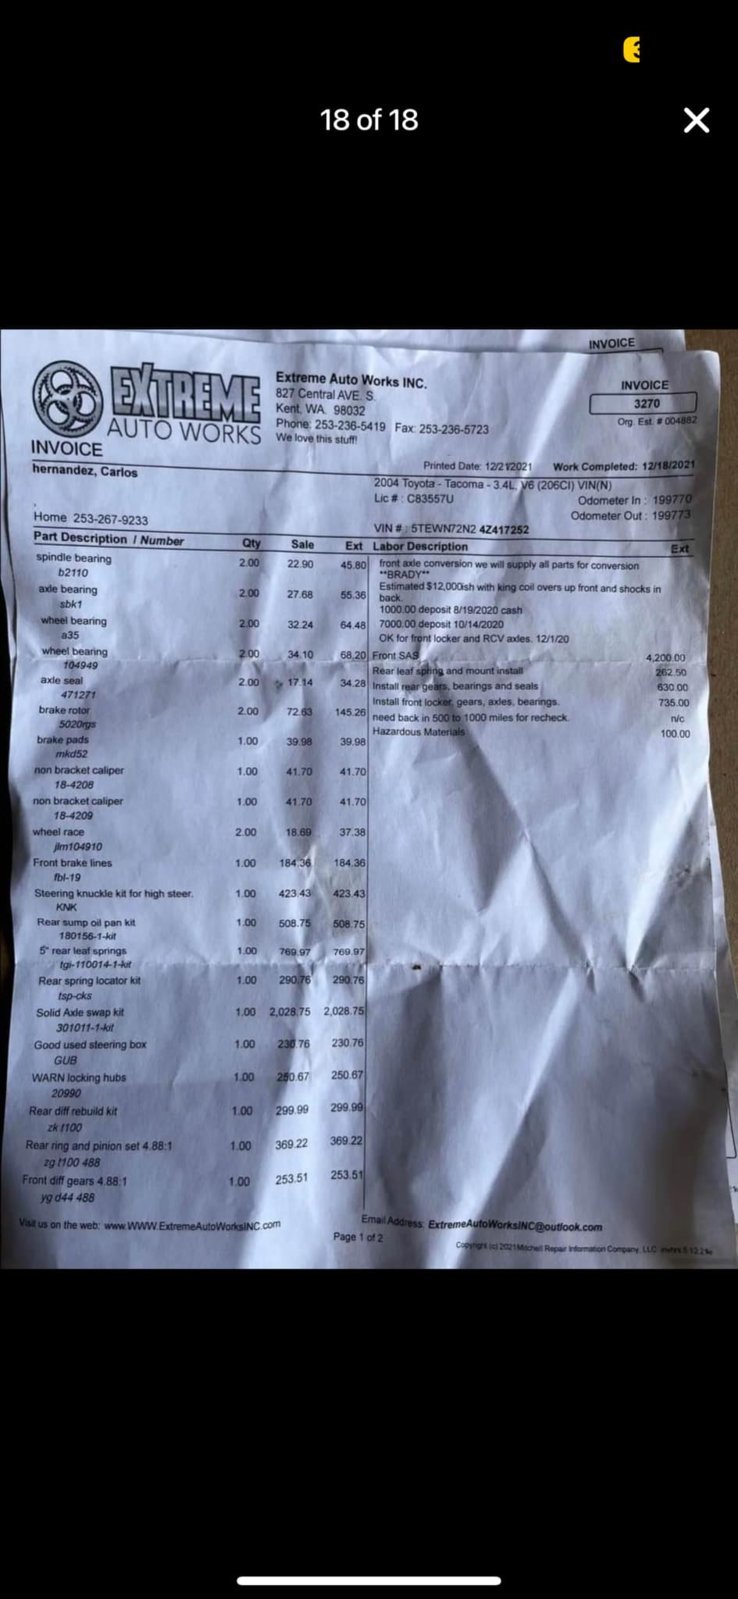 18 of 18
INVOICE
EXTREME
AUTO WORKS
INVOICE
Extreme Auto Works INC.
827 Central AVE. S.
Kent, WA 98032
Phone: 253-236-5419 Fax: 253-236-5723
We love this stuff!
INVOICE
3270
Org. Est. # 004882
hernandez, Carlos
Printed Date: 12/21/2021 Work Completed: 12/18/2021
2004 Toyota - Tacoma - 3.4L, V6 (206CI) VIN(N)
Lic # : C83557U Odometer In : 199770
Odometer Out : 199773
Home 253-267-9233
VIN # : 5TEWN72N2 4Z417252
Part Description / Number Qty Sale Ext
spindle bearing 2.00 22.90 45.80
b2110
axle bearing 2.00 27.68 55.36
sbk1
wheel bearing 2.00 32.24 64.48
a35
wheel bearing 2.00 34.10 68.20
104949
axle seal 2.00 17.14 34.28
471271
brake rotor 2.00 72.63 145.26
5020rgs
brake pads 1.00 39.98 39.98
mkd52
non bracket caliper 1.00 41.70 41.70
18-4208
non bracket caliper 1.00 41.70 41.70
18-4209
wheel race 2.00 18.69 37.38
jlm104910
Front brake lines 1.00 184.36 184.36
fbl-19
Steering knuckle kit for high steer. 1.00 423.43 423.43
KNK
Rear sump oil pan kit 1.00 508.75 508.75
180156-1-kit
5" rear leaf springs 1.00 769.97 769.97
tgi-110014-1-kit
Rear spring locator kit 1.00 290.76 290.76
tsp-cks
Solid Axle swap kit 1.00 2,028.75 2,028.75
301011-1-kit
Good used steering box 1.00 230.76 230.76
GUB
WARN locking hubs 1.00 250.67 250.67
20990
Rear diff rebuild kit 1.00 299.99 299.99
zk t100
Rear ring and pinion set 4.88:1 1.00 369.22 369.22
zg t100 488
Front diff gears 4.88:1 1.00 253.51 253.51
yg d44 488
Labor Description Ext
front axle conversion we will supply all parts for conversion
**BRADY**
Estimated $12,000ish with king coil overs up front and shocks in
back.
1000.00 deposit 8/19/2020 cash
7000.00 deposit 10/14/2020
OK for front locker and RCV axles. 12/1/20
Front SAS 4,200.00
Rear leaf spring and mount install 262.50
Install rear gears, bearings and seals 630.00
Install front locker, gears, axles, bearings. 735.00
need back in 500 to 1000 miles for recheck. n/c
Hazardous Materials 100.00
Visit us on the web: www.WWW.ExtremeAutoWorksINC.com
Email Address: ExtremeAutoWorksINC@outlook.com
Page 1 of 2
Copyright (c) 2021 Mitchell Repair Information Company, LLC